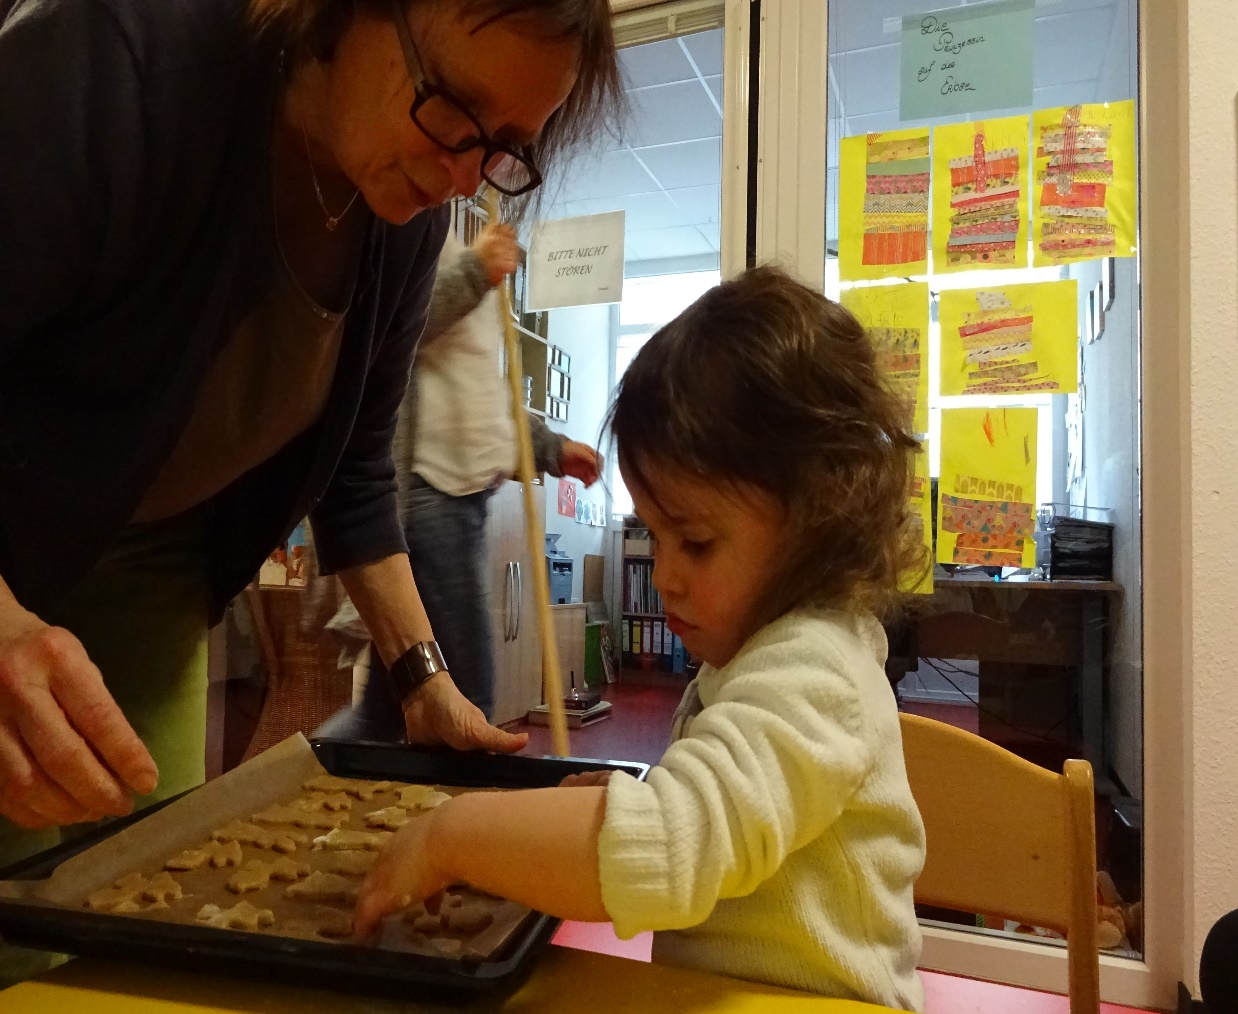 Die
Prinzessin
auf der
Erbse
BITTE NICHT
STÖREN